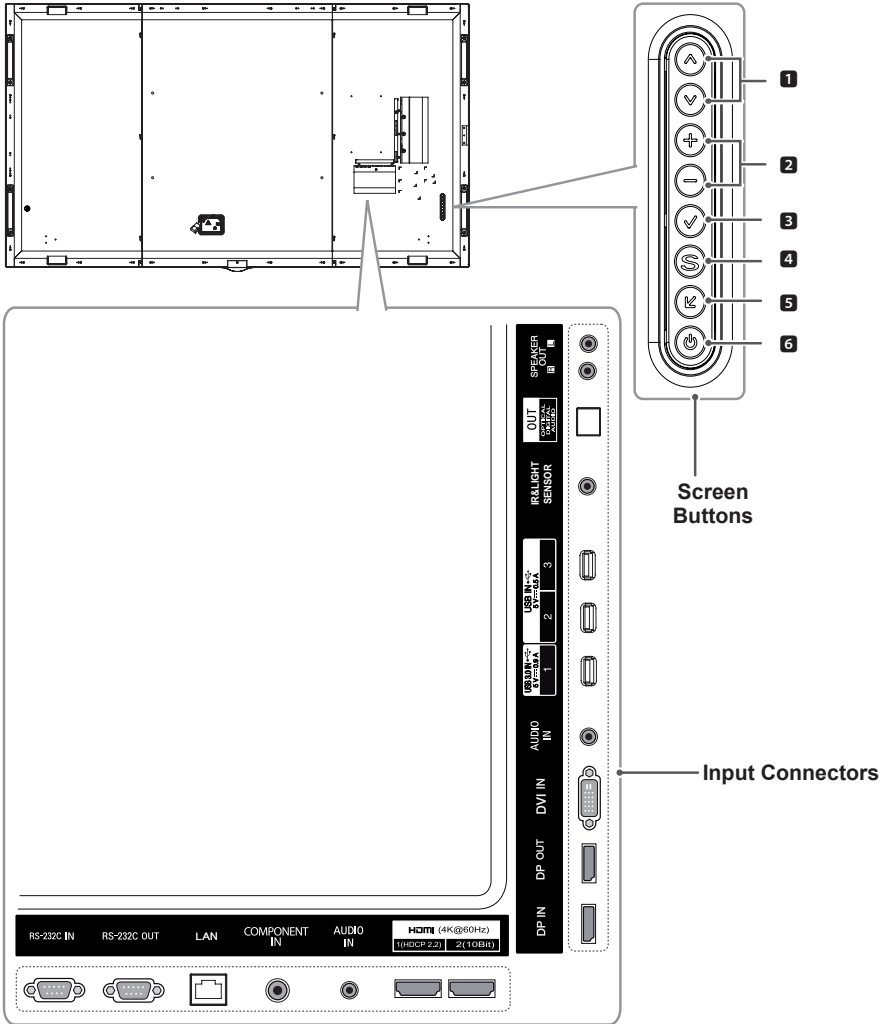 1
2
3
4
S
5
6
Screen
Buttons
SPEAKER
OUT
R
L
OUT
OPTICAL
DIGITAL
AUDIO
IR&LIGHT
SENSOR
USB IN
5 V⎓0.5 A
3
2
USB 3.0 IN
5 V⎓0.9 A
1
AUDIO
IN
DVI IN
DP OUT
DP IN
Input Connectors
RS-232C IN
RS-232C OUT
LAN
COMPONENT
IN
AUDIO
IN
HDMI (4K@60Hz)
1(HDCP 2.2)
2(10Bit)